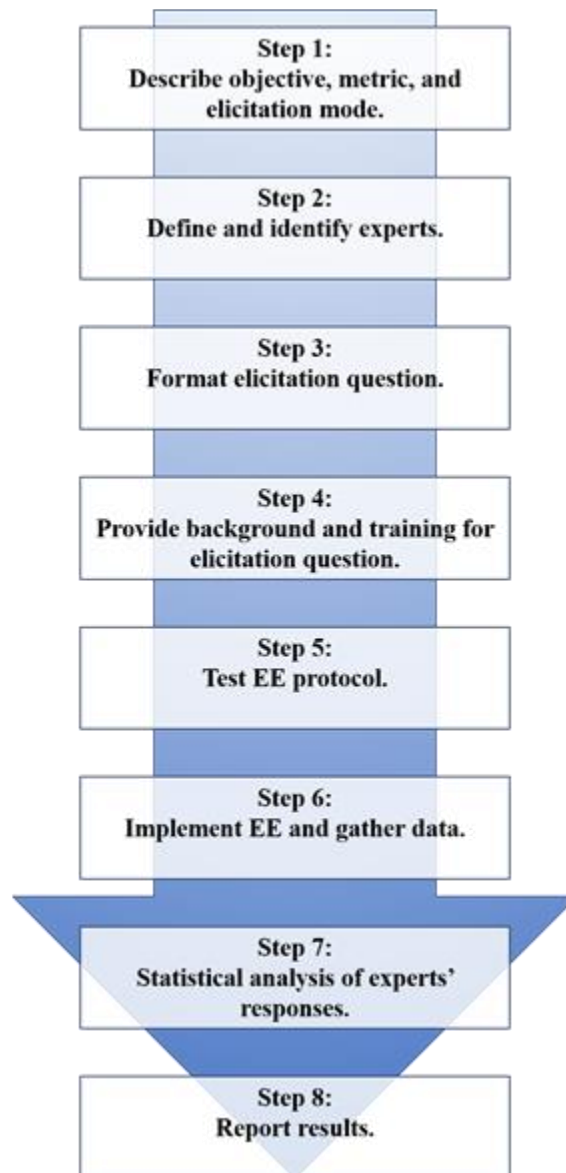 Step 1:
Describe objective, metric, and
elicitation mode.
Step 2:
Define and identify experts.
Step 3:
Format elicitation question.
Step 4:
Provide background and training for
elicitation question.
Step 5:
Test EE protocol.
Step 6:
Implement EE and gather data.
Step 7:
Statistical analysis of experts’
responses.
Step 8:
Report results.